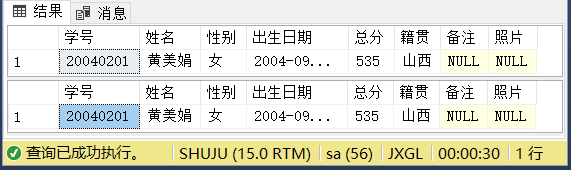 结果 消息
学号 姓名 性别 出生日期 总分 籍贯 备注 照片
1 20040201 黄美娟 女 2004-09... 535 山西 NULL NULL
学号 姓名 性别 出生日期 总分 籍贯 备注 照片
1 20040201 黄美娟 女 2004-09... 535 山西 NULL NULL
查询已成功执行。 SHUJU (15.0 RTM) sa (56) JXGL 00:00:30 1 行